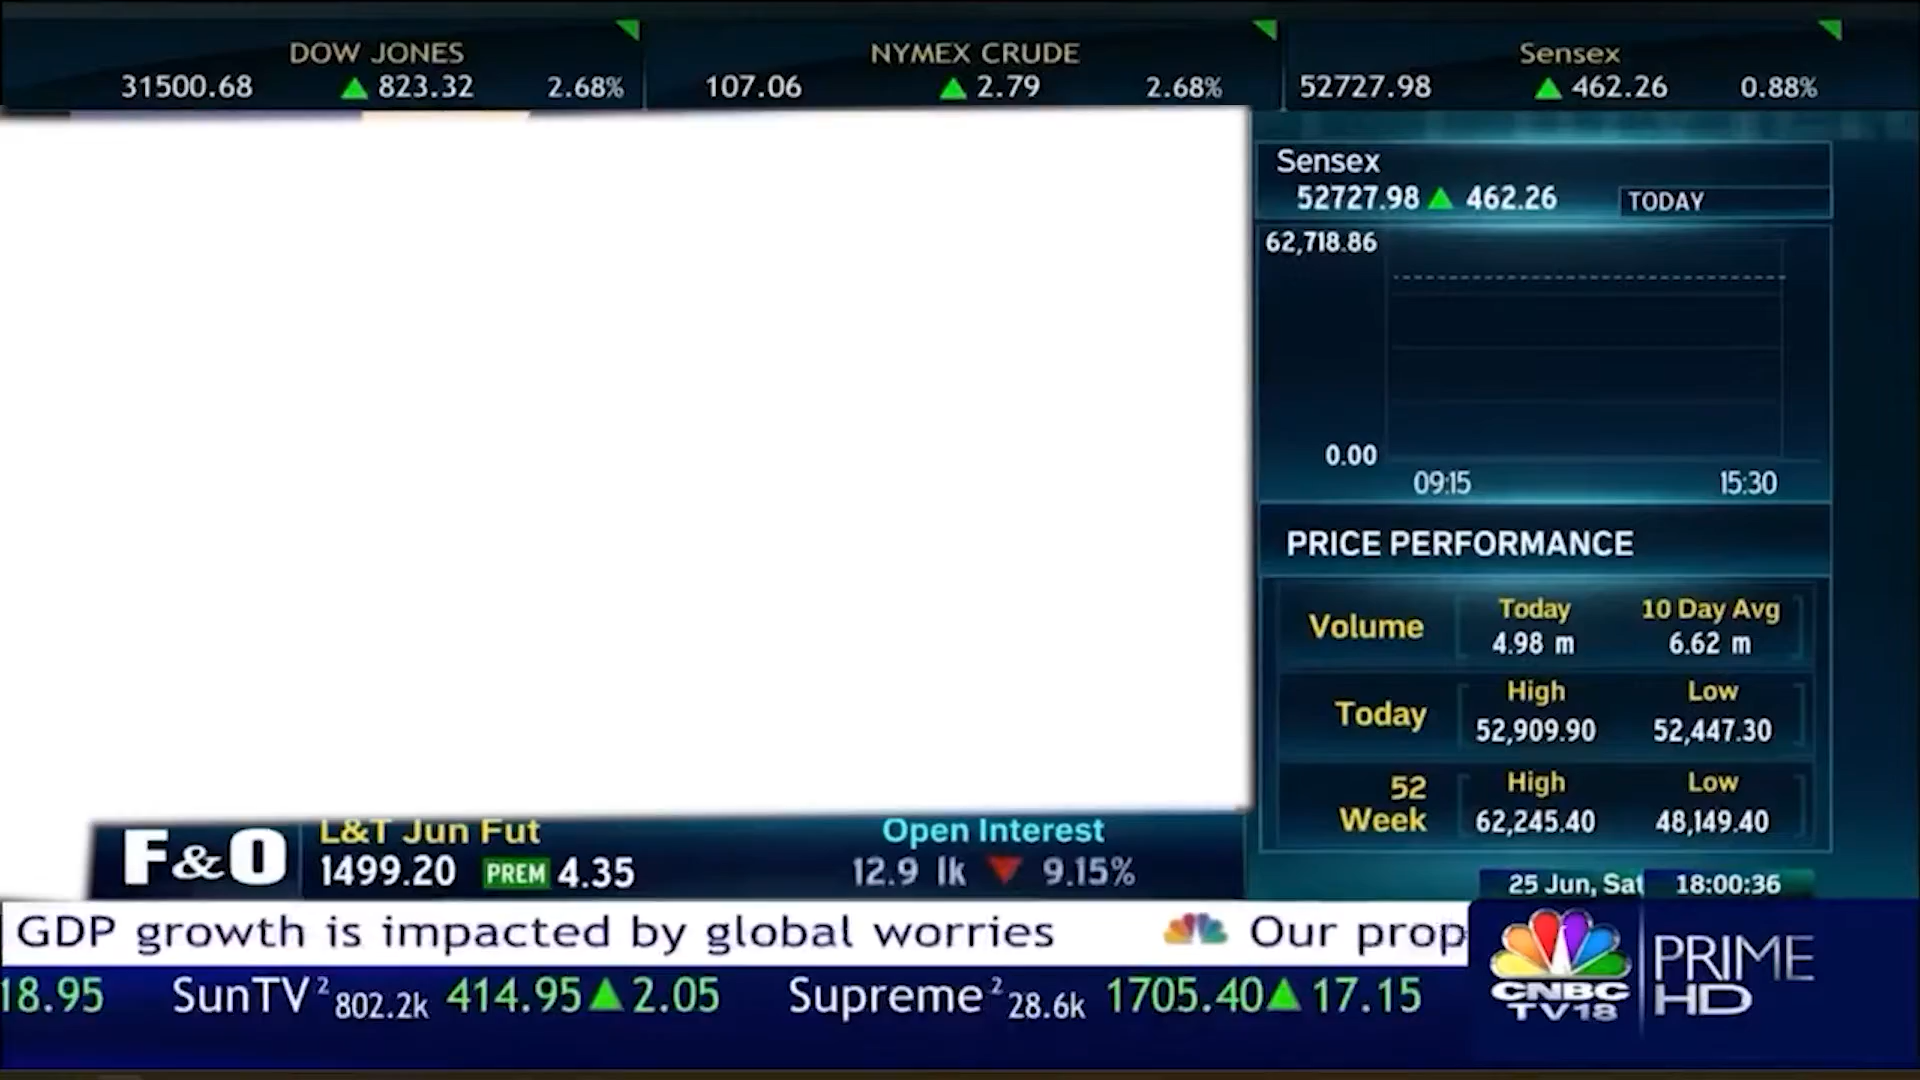 DOW JONES
31500.68 ▲ 823.32 2.68%
NYMEX CRUDE
107.06 ▲ 2.79 2.68%
Sensex
52727.98 ▲ 462.26 0.88%
Sensex
52727.98 ▲ 462.26 TODAY
62,718.86
0.00
09:15 15:30
PRICE PERFORMANCE
Volume
Today 10 Day Avg
4.98 m 6.62 m
Today
High Low
52,909.90 52,447.30
52
Week
High Low
62,245.40 48,149.40
F&O
L&T Jun Fut
1499.20 PREM 4.35
Open Interest
12.9 lk ▼ 9.15%
25 Jun, Sat 18:00:36
GDP growth is impacted by global worries Our prop
18.95 SunTV² 802.2k 414.95 ▲ 2.05 Supreme² 28.6k 1705.40 ▲ 17.15
CNBC
TV18
PRIME
HD